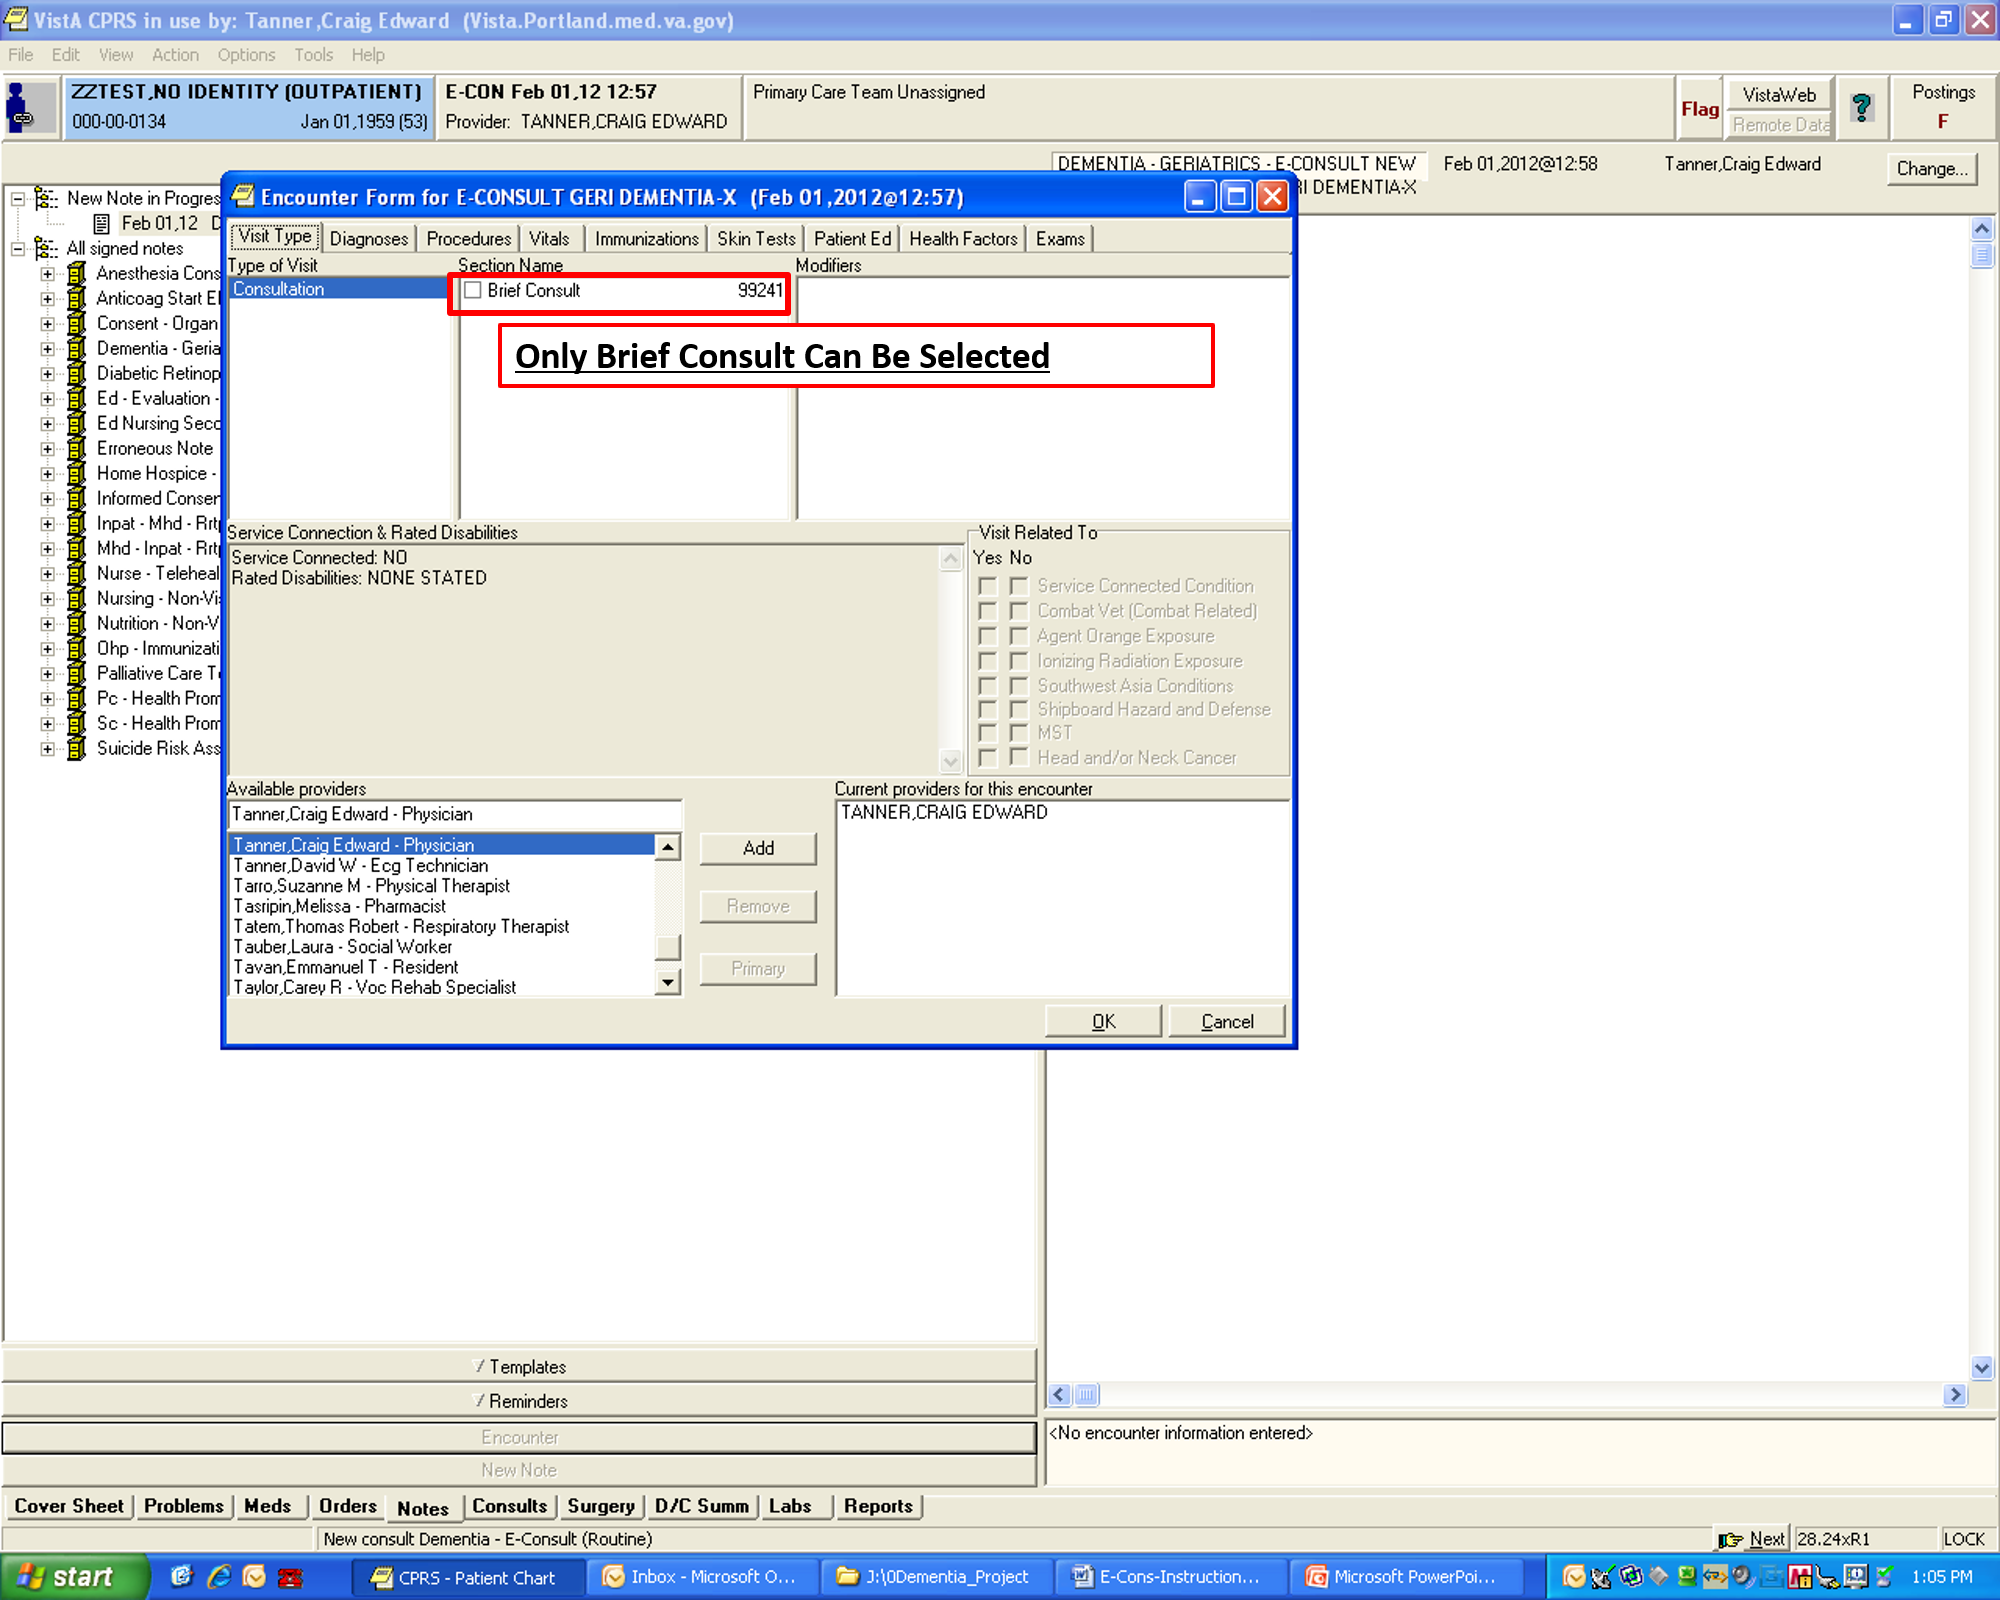 VistA CPRS in use by: Tanner,Craig Edward (Vista.Portland.med.va.gov)
File Edit View Action Options Tools Help
ZZTEST,NO IDENTITY (OUTPATIENT)
000-00-0134 Jan 01,1959 (53)
E-CON Feb 01,12 12:57
Provider: TANNER,CRAIG EDWARD
Primary Care Team Unassigned
Flag
VistaWeb
Remote Data
?
Postings
F
DEMENTIA - GERIATRICS - E-CONSULT NEW Feb 01,2012@12:58 Tanner,Craig Edward Change...
RI DEMENTIA-X
New Note in Progres
Feb 01,12 D
All signed notes
Anesthesia Cons
Anticoag Start El
Consent - Organ
Dementia - Geria
Diabetic Retinop
Ed - Evaluation -
Ed Nursing Secc
Erroneous Note
Home Hospice -
Informed Conser
Inpat - Mhd - Rrtp
Mhd - Inpat - Rrt
Nurse - Teleheal
Nursing - Non-Vi
Nutrition - Non-V
Ohp - Immunizati
Palliative Care T
Pc - Health Prom
Sc - Health Prom
Suicide Risk Ass
Encounter Form for E-CONSULT GERI DEMENTIA-X (Feb 01,2012@12:57)
Visit Type Diagnoses Procedures Vitals Immunizations Skin Tests Patient Ed Health Factors Exams
Type of Visit Section Name Modifiers
Consultation Brief Consult 99241
Only Brief Consult Can Be Selected
Service Connection & Rated Disabilities
Service Connected: NO
Rated Disabilities: NONE STATED
Visit Related To
Yes No
Service Connected Condition
Combat Vet (Combat Related)
Agent Orange Exposure
Ionizing Radiation Exposure
Southwest Asia Conditions
Shipboard Hazard and Defense
MST
Head and/or Neck Cancer
Available providers
Tanner,Craig Edward - Physician
Tanner,Craig Edward - Physician
Tanner,David W - Ecg Technician
Tarro,Suzanne M - Physical Therapist
Tasripin,Melissa - Pharmacist
Tatem,Thomas Robert - Respiratory Therapist
Tauber,Laura - Social Worker
Tavan,Emmanuel T - Resident
Taylor,Carey R - Voc Rehab Specialist
Add
Remove
Primary
Current providers for this encounter
TANNER,CRAIG EDWARD
OK Cancel
Templates
Reminders
Encounter
New Note
<No encounter information entered>
Cover Sheet Problems Meds Orders Notes Consults Surgery D/C Summ Labs Reports
New consult Dementia - E-Consult (Routine) Next 28.24xR1 LOCK
start CPRS - Patient Chart Inbox - Microsoft O... J:\0Dementia_Project E-Cons-Instruction... Microsoft PowerPoi... 1:05 PM